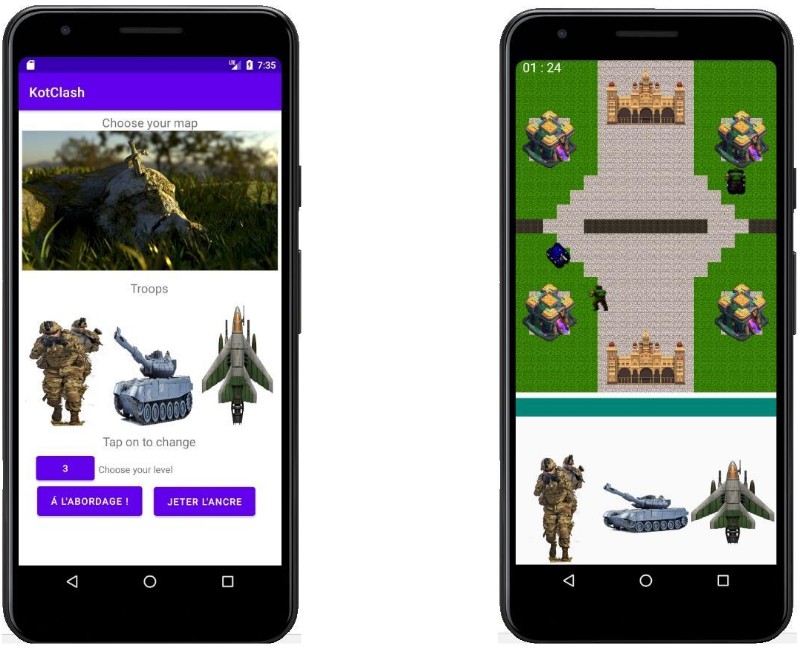 7:35
KotClash
Choose your map
Troops
Tap on to change
3 Choose your level
Á L'ABORDAGE ! JETER L'ANCRE
01 : 24